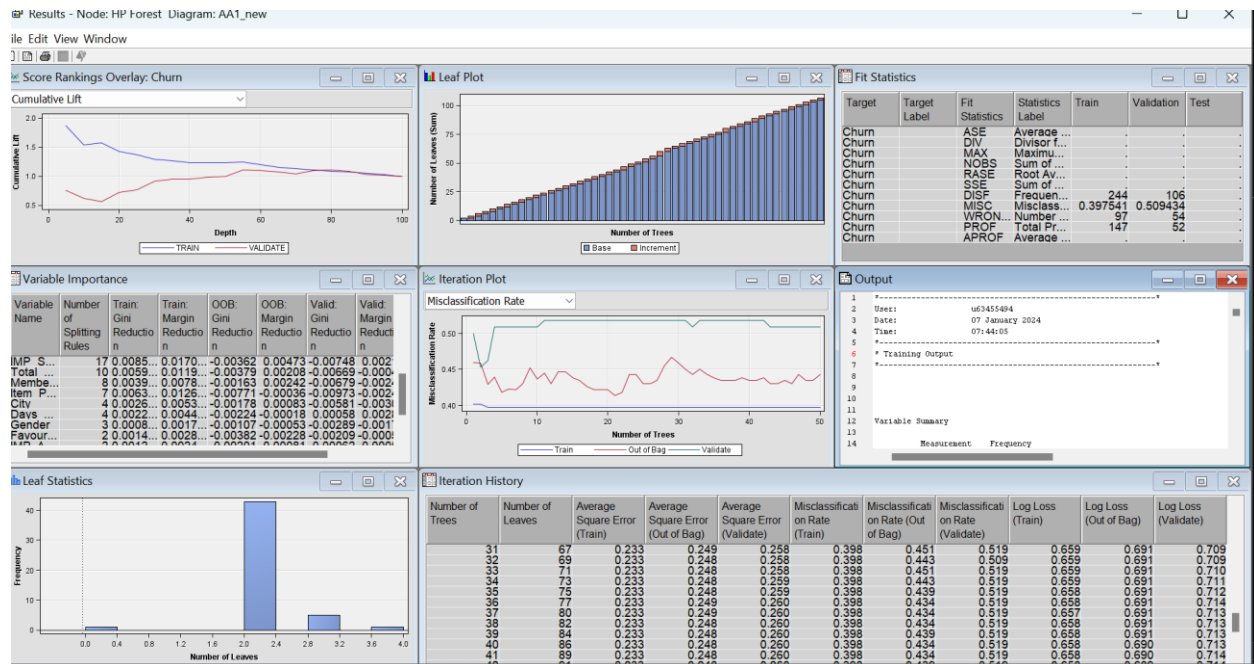 Results - Node: HP Forest Diagram: AA1_new
ile Edit View Window
Score Rankings Overlay: Churn
Cumulative Lift
2.0
1.5
1.0
0.5
Cumulative Lift
0 20 40 60 80 100
Depth
TRAIN VALIDATE
Leaf Plot
100
75
50
25
0
Number of Leaves (Sum)
Number of Trees
Base Increment
Fit Statistics
Target Target Label Fit Statistics Statistics Label Train Validation Test
Churn ASE Average ... . .
Churn DIV Divisor f... . .
Churn MAX Maximu... . .
Churn NOBS Sum of ... . .
Churn RASE Root Av... . .
Churn SSE Sum of ... . .
Churn DISF Frequen... 244 106 .
Churn MISC Misclass... 0.397541 0.509434 .
Churn WRON... Number ... 97 54 .
Churn PROF Total Pr... 147 52 .
Churn APROF Average ... . .
Variable Importance
Variable Name Number of Splitting Rules Train: Gini Reductio n Train: Margin Reductio n OOB: Gini Reductio n OOB: Margin Reductio n Valid: Gini Reductio n Valid: Margin Reducti n
IMP S... 17 0.0085... 0.0170... -0.00362 0.00473 -0.00748
Total ... 10 0.0059... 0.0119... -0.00379 0.00208 -0.00669
Membe... 8 0.0039... 0.0078... -0.00163 0.00242 -0.00679
Item P... 7 0.0063... 0.0126... -0.00771 -0.00036 -0.00973
City 4 0.0026... 0.0053... -0.00178 0.00083 -0.00581
Days ... 4 0.0022... 0.0044... -0.00224 -0.00018 0.00058
Gender 3 0.0008... 0.0017... -0.00107 -0.00053 -0.00289
Favour... 2 0.0014... 0.0028... -0.00382 -0.00228 -0.00209
Iteration Plot
Misclassification Rate
0.50
0.45
0.40
Misclassification Rate
0 10 20 30 40 50
Number of Trees
Train Out of Bag Validate
Output
1 *------------------------------------------------------------*
2 User: u63455494
3 Date: 07 January 2024
4 Time: 07:44:05
5 *------------------------------------------------------------*
6 * Training Output
7 *------------------------------------------------------------*
8
9
10
11
12 Variable Summary
13
14 Measurement Frequency
Leaf Statistics
40
30
20
10
0
Frequency
0.0 0.4 0.8 1.2 1.6 2.0 2.4 2.8 3.2 3.6 4.0
Number of Leaves
Iteration History
Number of Trees Number of Leaves Average Square Error (Train) Average Square Error (Out of Bag) Average Square Error (Validate) Misclassificati on Rate (Train) Misclassificati on Rate (Out of Bag) Misclassificati on Rate (Validate) Log Loss (Train) Log Loss (Out of Bag) Log Loss (Validate)
31 67 0.233 0.249 0.258 0.398 0.451 0.519 0.659 0.691 0.709
32 69 0.233 0.248 0.258 0.398 0.443 0.509 0.659 0.691 0.709
33 71 0.233 0.248 0.259 0.398 0.451 0.519 0.659 0.691 0.710
34 73 0.233 0.248 0.259 0.398 0.443 0.519 0.659 0.691 0.711
35 75 0.233 0.248 0.259 0.398 0.439 0.519 0.658 0.691 0.712
36 77 0.233 0.249 0.260 0.398 0.434 0.519 0.658 0.691 0.714
37 80 0.233 0.249 0.260 0.398 0.434 0.519 0.657 0.691 0.713
38 82 0.233 0.248 0.260 0.398 0.434 0.519 0.658 0.691 0.713
39 84 0.233 0.248 0.260 0.398 0.439 0.519 0.658 0.691 0.713
40 86 0.233 0.248 0.260 0.398 0.434 0.519 0.658 0.690 0.713
41 89 0.233 0.248 0.260 0.398 0.434 0.519 0.658 0.690 0.714